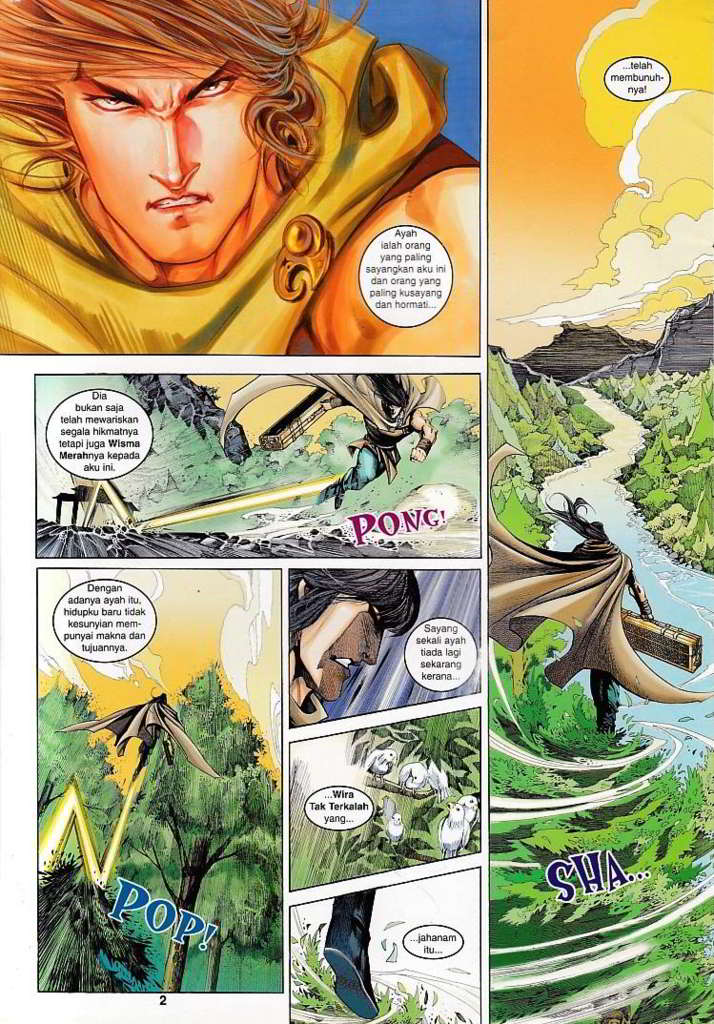 Ayah
ialah orang
yang paling
sayangkan aku ini
dan orang yang
paling kusayang
dan hormati...
Dia
bukan saja
telah mewariskan
segala hikmatnya
tetapi juga Wisma
Merahnya kepada
aku ini.
PONG!
Dengan
adanya ayah itu,
hidupku baru tidak
kesunyian mem-
punyai makna dan
tujuannya.
POP!
Sayang
sekali ayah
tiada lagi
sekarang
kerana...
...Wira
Tak Terkalah
yang...
...jahanam
itu...
...telah
membunuh-
nya!
SHA...
2